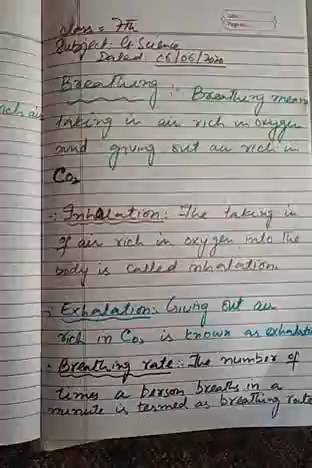 Class = 7th
Subject: G Science
Dated 06/06/2020
Breathing :- Breathing means
rich air
taking in air rich in oxygen
and giving out air rich in
CO2
Inhalation: The taking in
of air rich in oxygen into the
body is called inhalation.
Exhalation: Giving out air
rich in CO2 is known as exhalation
Breathing rate:- The number of
times a person breaths in a
minute is termed as breathing rate